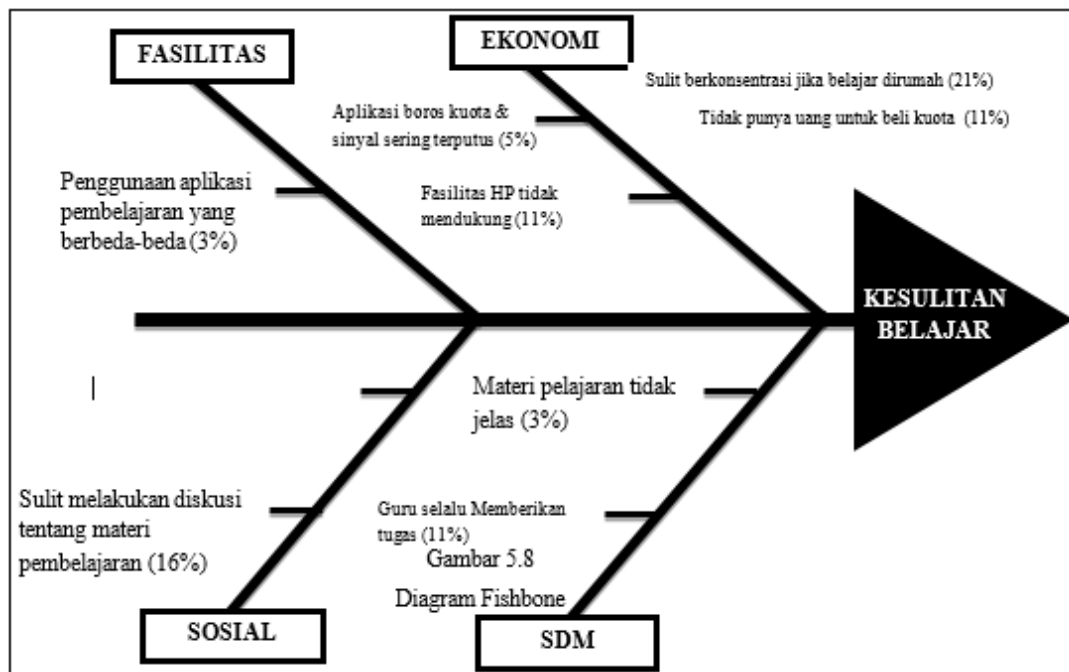 FASILITAS
EKONOMI
Sulit berkonsentrasi jika belajar dirumah (21%)
Aplikasi boros kuota &
sinyal sering terputus (5%)
Tidak punya uang untuk beli kuota (11%)
Penggunaan aplikasi
pembelajaran yang
berbeda-beda (3%)
Fasilitas HP tidak
mendukung (11%)
KESULITAN
BELAJAR
Materi pelajaran tidak
jelas (3%)
Sulit melakukan diskusi
tentang materi
pembelajaran (16%)
Guru selalu Memberikan
tugas (11%)
Gambar 5.8
Diagram Fishbone
SOSIAL
SDM